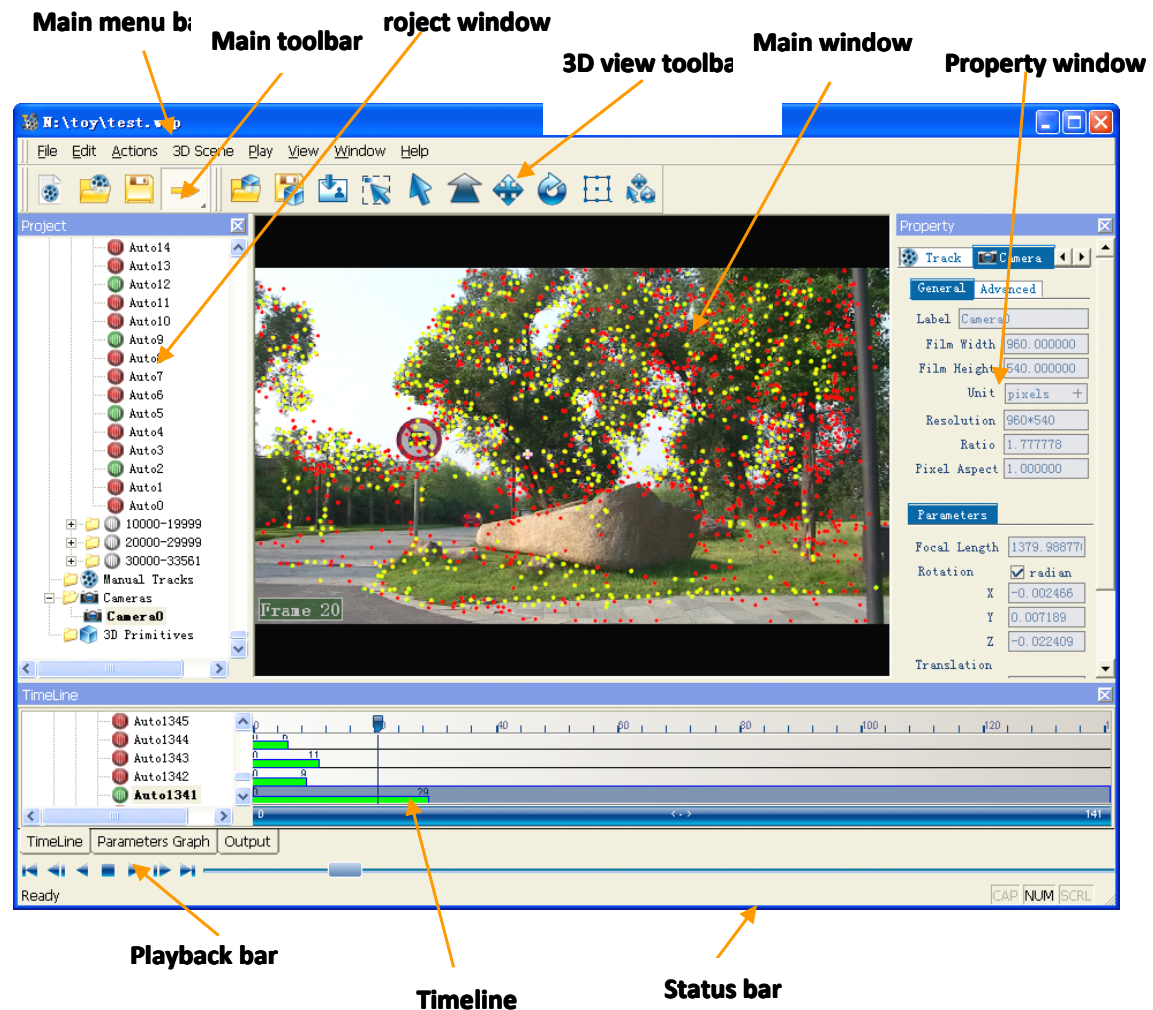 Main menu ba
Main toolbar
roject window
3D view toolba
Main window
Property window
N:\toy\test.w p
File Edit Actions 3D Scene Play View Window Help
Project
Auto14
Auto13
Auto12
Auto11
Auto10
Auto9
Auto8
Auto7
Auto6
Auto5
Auto4
Auto3
Auto2
Auto1
Auto0
10000-19999
20000-29999
30000-33561
Manual Tracks
Cameras
Camera0
3D Primitives
Frame 20
Property
Track Camera
General Advanced
Label Camera0
Film Width 960.000000
Film Height 540.000000
Unit pixels
Resolution 960*540
Ratio 1.777778
Pixel Aspect 1.000000
Parameters
Focal Length 1379.98877
Rotation radian
X -0.002466
Y 0.007189
Z -0.022409
Translation
TimeLine
Auto1345
Auto1344
Auto1343
Auto1342
Auto1341
0 40 60 80 100 120
0 11
0 9
0 29
0 <-> 141
TimeLine Parameters Graph Output
Ready
CAP NUM SCRL
Playback bar
Timeline
Status bar